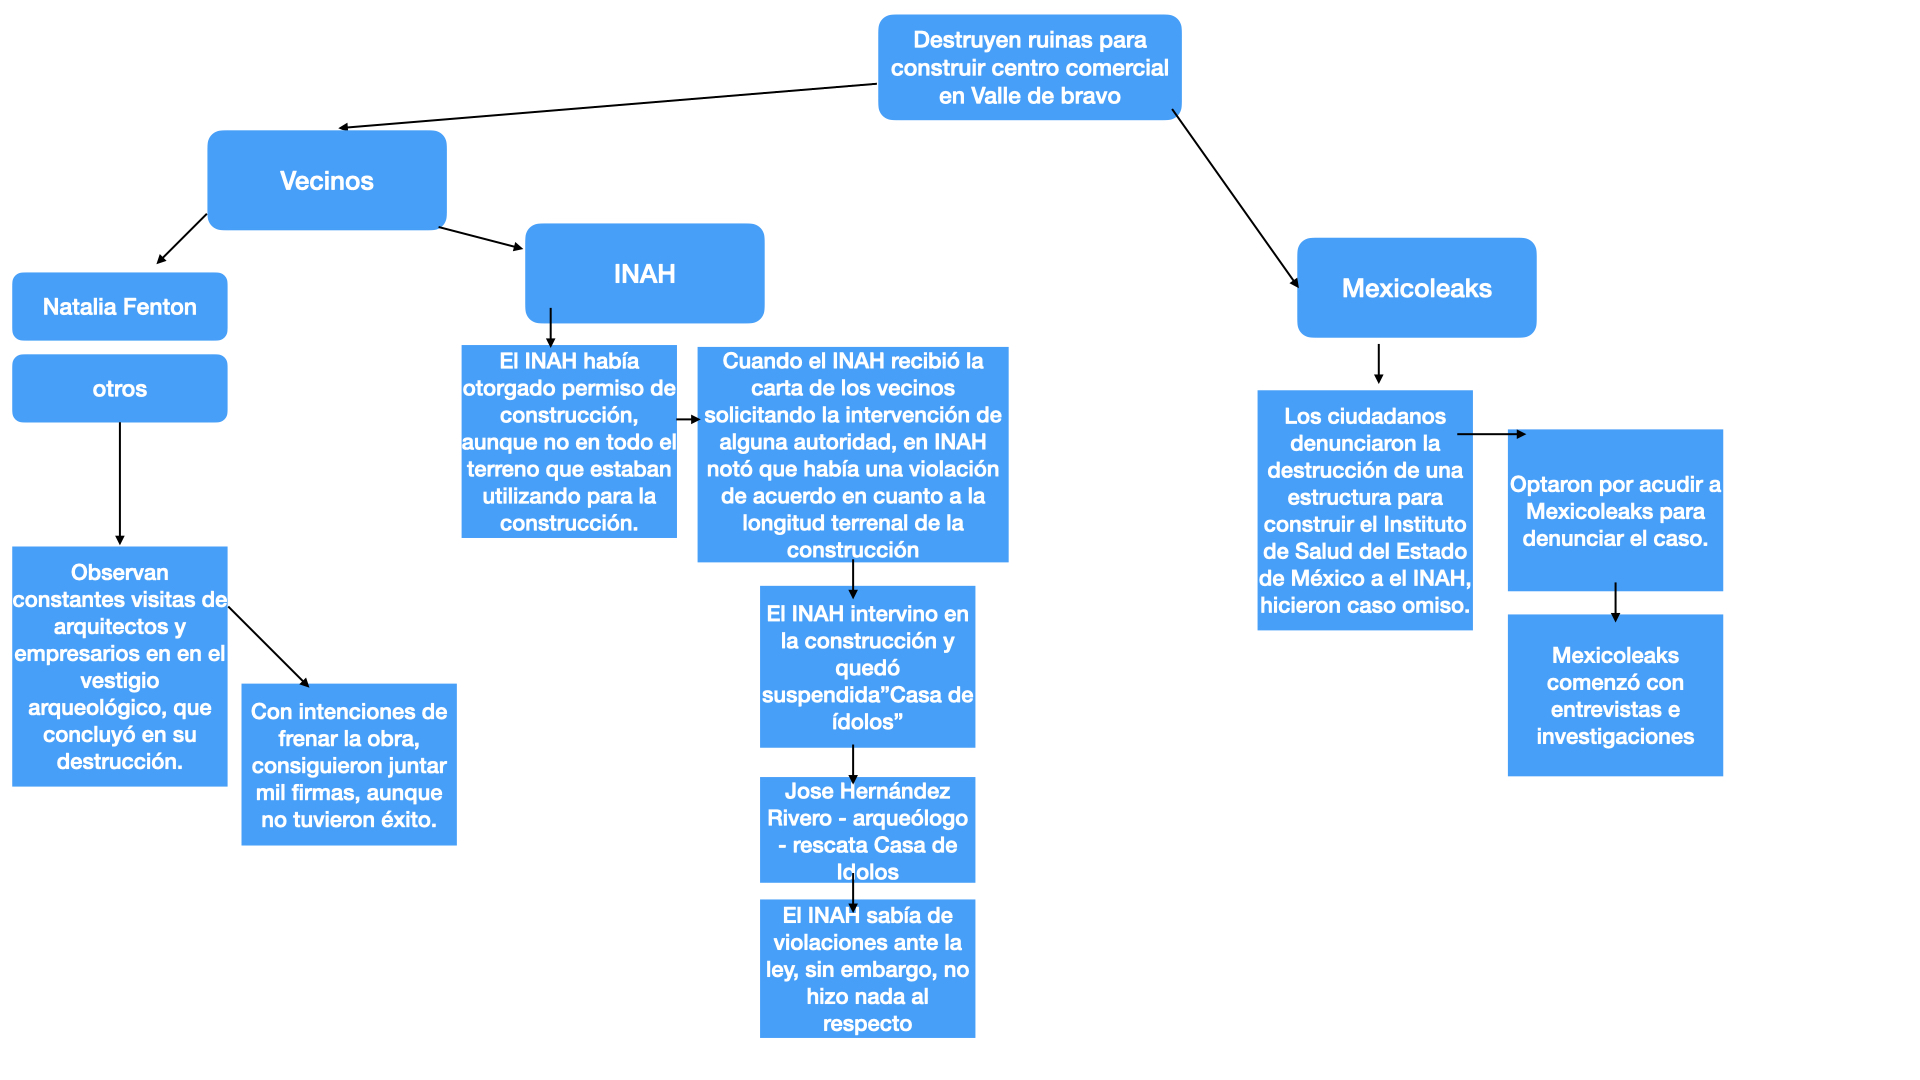 Destruyen ruinas para
construir centro comercial
en Valle de bravo
Vecinos
INAH
Mexicoleaks
Natalia Fenton
otros
El INAH había
otorgado permiso de
construcción,
aunque no en todo el
terreno que estaban
utilizando para la
construcción.
Cuando el INAH recibió la
carta de los vecinos
solicitando la intervención de
alguna autoridad, en INAH
notó que había una violación
de acuerdo en cuanto a la
longitud terrenal de la
construcción
Los ciudadanos
denunciaron la
destrucción de una
estructura para
construir el Instituto
de Salud del Estado
de México a el INAH,
hicieron caso omiso.
Optaron por acudir a
Mexicoleaks para
denunciar el caso.
Mexicoleaks
comenzó con
entrevistas e
investigaciones
Observan
constantes visitas de
arquitectos y
empresarios en en el
vestigio
arqueológico, que
concluyó en su
destrucción.
Con intenciones de
frenar la obra,
consiguieron juntar
mil firmas, aunque
no tuvieron éxito.
El INAH intervino en
la construcción y
quedó
suspendida”Casa de
ídolos”
Jose Hernández
Rivero - arqueólogo
- rescata Casa de
Idolos
El INAH sabía de
violaciones ante la
ley, sin embargo, no
hizo nada al
respecto